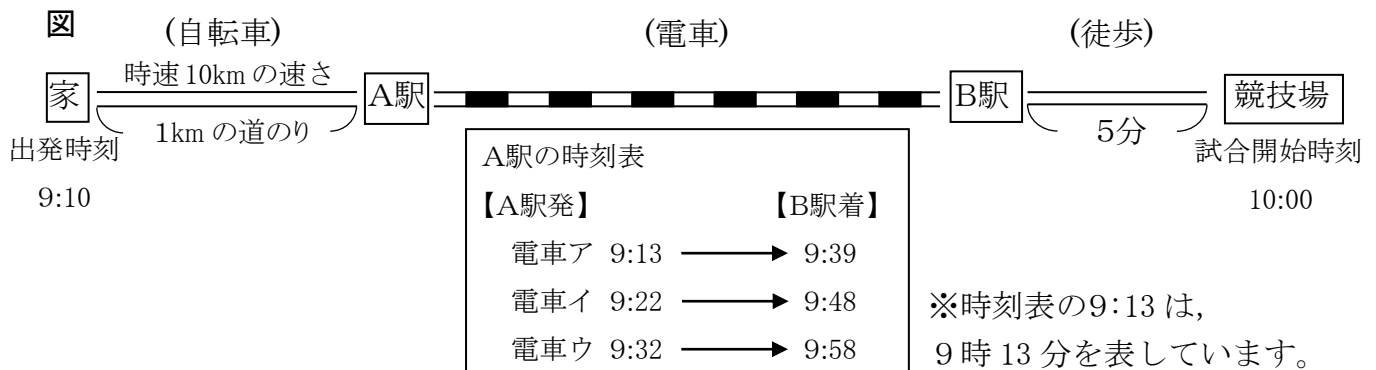 図
(自転車) (電車) (徒歩)
時速10kmの速さ
家 A駅 B駅 競技場
1kmの道のり 5分
出発時刻 試合開始時刻
9:10 10:00
A駅の時刻表
【A駅発】 【B駅着】
電車ア 9:13 → 9:39
電車イ 9:22 → 9:48
電車ウ 9:32 → 9:58
※時刻表の9:13は,
9時13分を表しています。